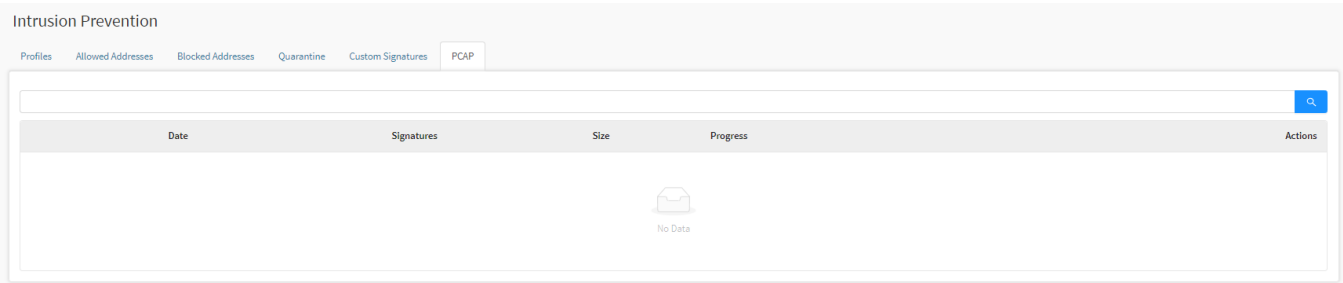 Intrusion Prevention
Profiles Allowed Addresses Blocked Addresses Quarantine Custom Signatures PCAP
Date Signatures Size Progress Actions
No Data